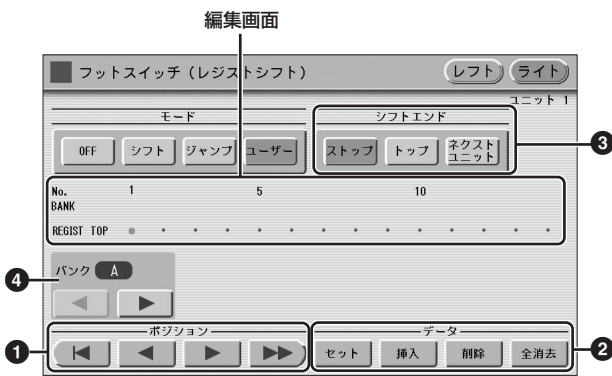 編集画面
フットスイッチ（レジストシフト） レフト ライト
ユニット 1
モード シフトエンド
OFF シフト ジャンプ ユーザー ストップ トップ ネクスト
ユニット
3
No. 1 5 10
BANK
REGIST TOP
バンク A
4
ポジション データ
1 セット 挿入 削除 全消去 2